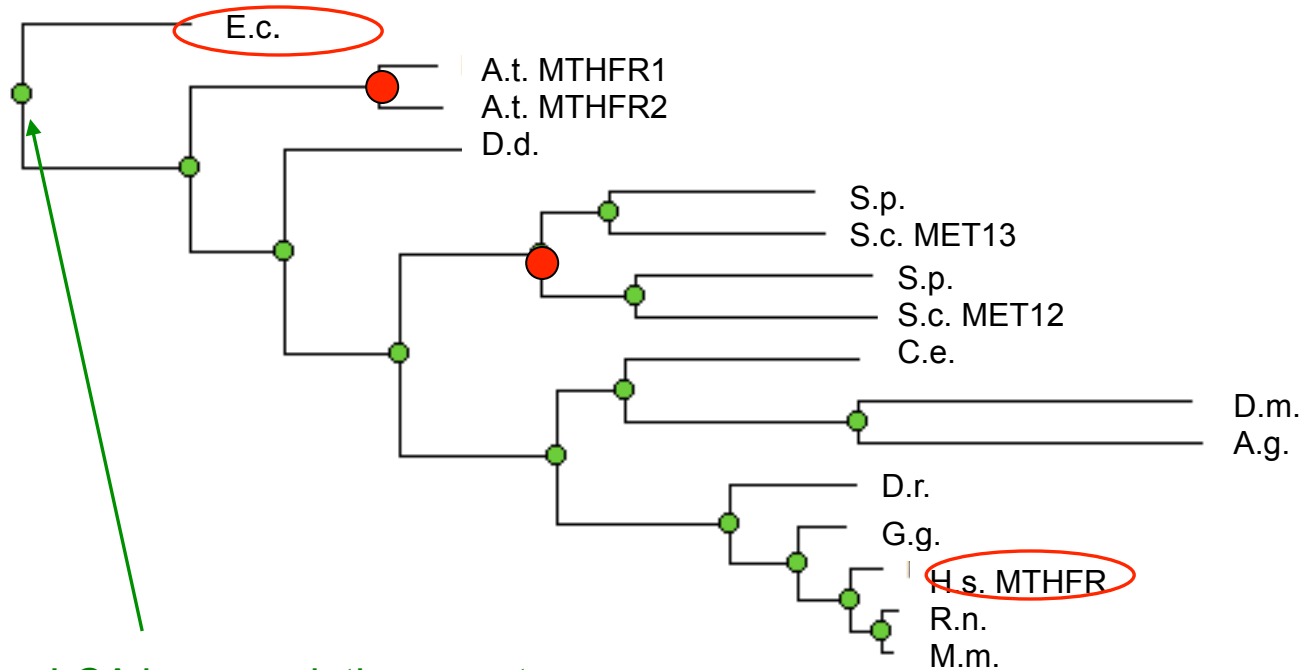 E.c.
A.t. MTHFR1
A.t. MTHFR2
D.d.
S.p.
S.c. MET13
S.p.
S.c. MET12
C.e.
D.m.
A.g.
D.r.
G.g.
H.s. MTHFR
R.n.
M.m.